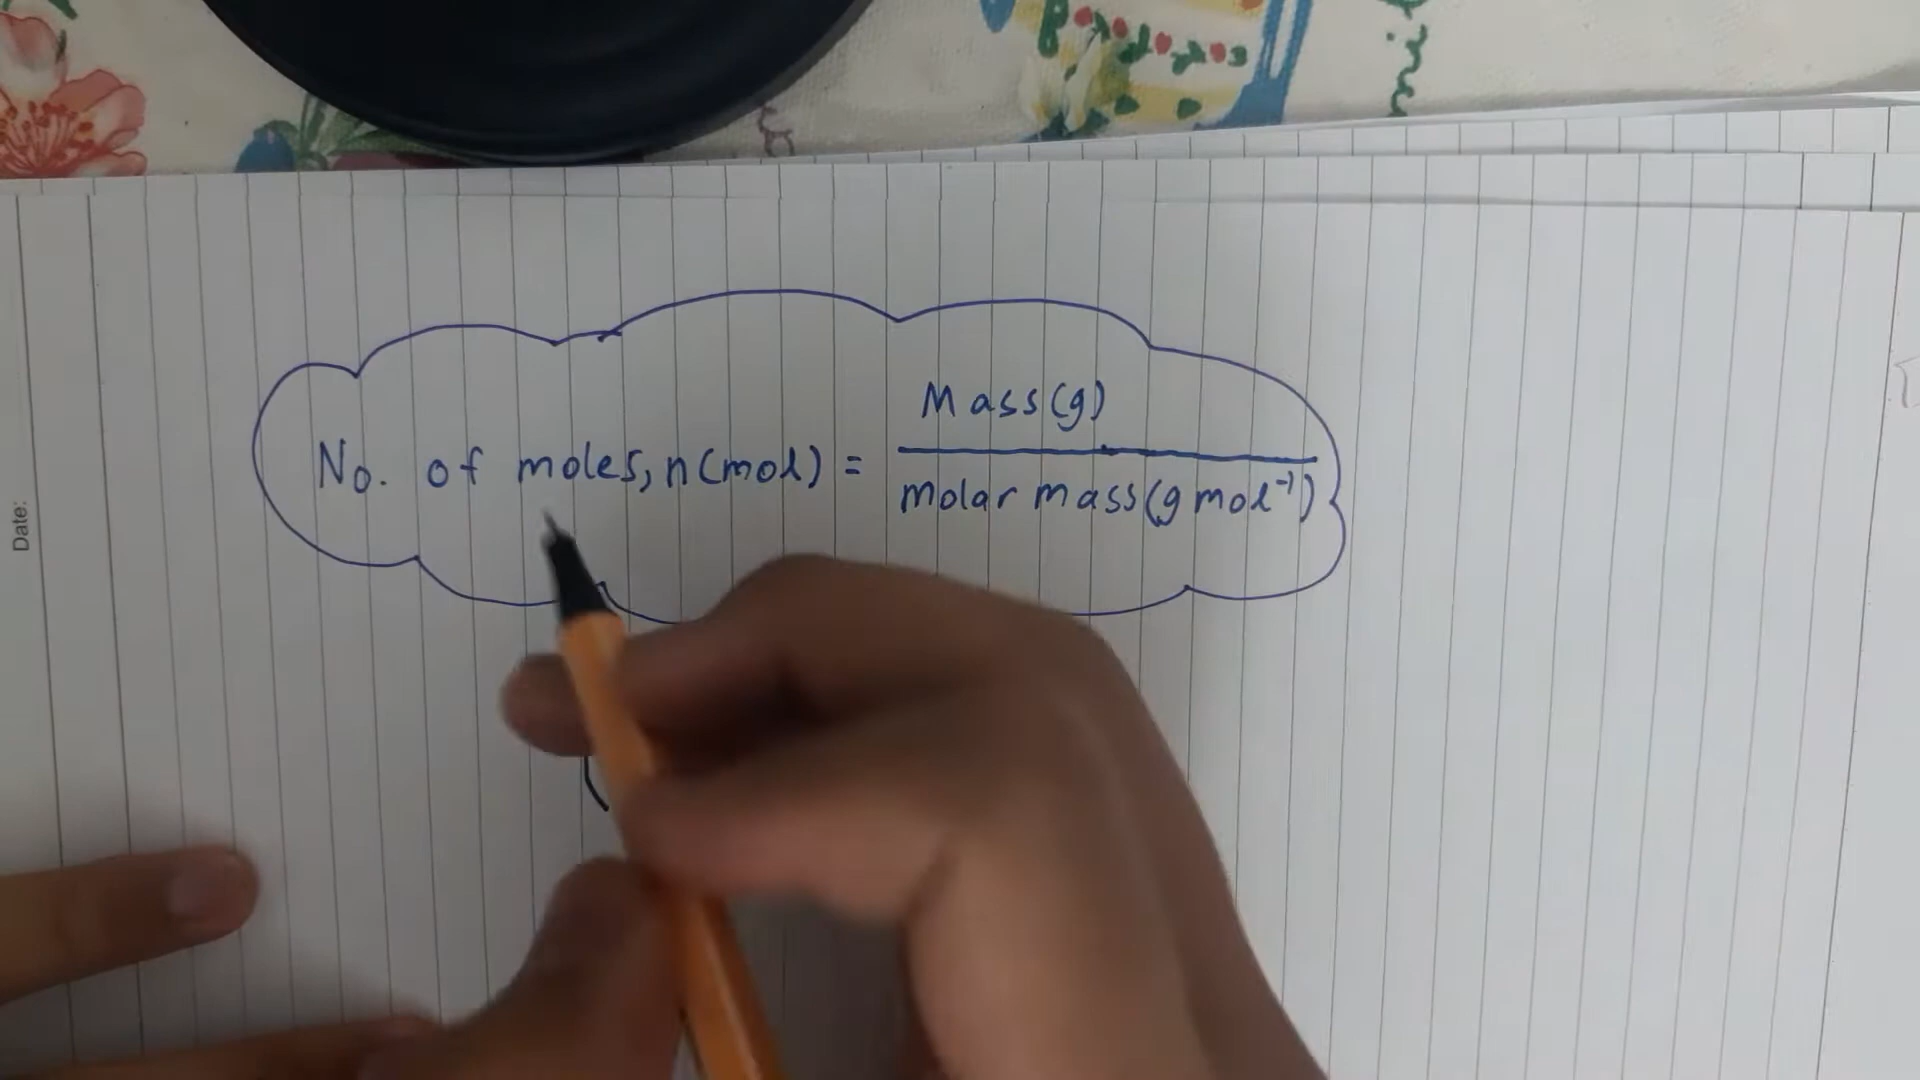 Date:
No. of moles, n(mol) =
Mass(g)
molar mass(g mol⁻¹)